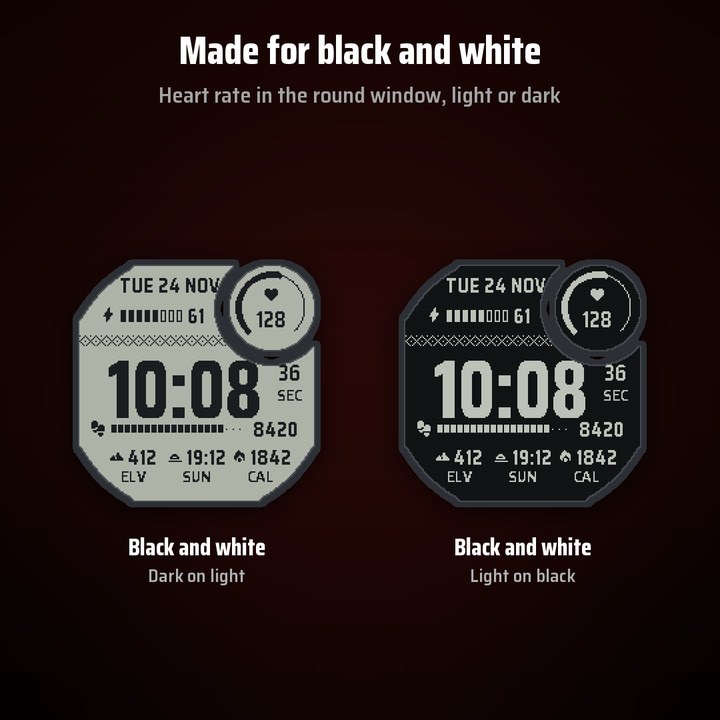 Made for black and white
Heart rate in the round window, light or dark
TUE 24 NOV
61
128
10:08
36
SEC
8420
412 19:12 1842
ELV SUN CAL
TUE 24 NOV
61
128
10:08
36
SEC
8420
412 19:12 1842
ELV SUN CAL
Black and white
Dark on light
Black and white
Light on black